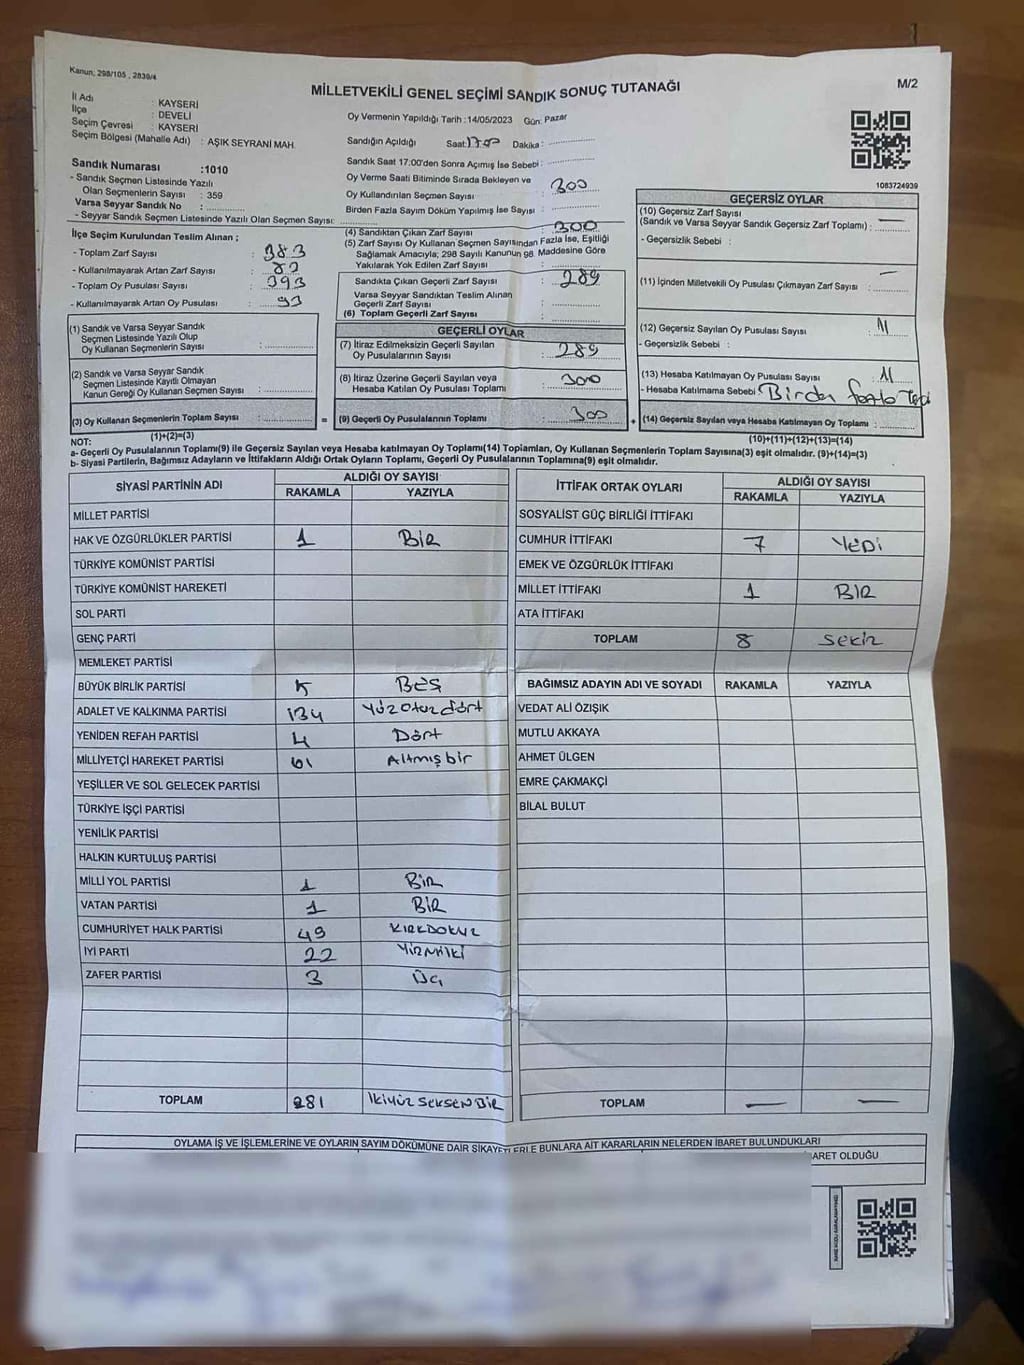 Kanun; 298/105 , 2839/4
MİLLETVEKİLİ GENEL SEÇİMİ SANDIK SONUÇ TUTANAĞI
M/2
İl Adı : KAYSERİ
İlçe : DEVELİ
Seçim Çevresi : KAYSERİ
Seçim Bölgesi (Mahalle Adı) : AŞIK SEYRANİ MAH.
Sandık Numarası :1010
- Sandık Seçmen Listesinde Yazılı
Olan Seçmenlerin Sayısı : 359
Varsa Seyyar Sandık No :
- Seyyar Sandık Seçmen Listesinde Yazılı Olan Seçmen Sayısı:
İlçe Seçim Kurulundan Teslim Alınan ;
- Toplam Zarf Sayısı : 383
- Kullanılmayarak Artan Zarf Sayısı : 83
- Toplam Oy Pusulası Sayısı : 393
- Kullanılmayarak Artan Oy Pusulası : 93
Oy Vermenin Yapıldığı Tarih : 14/05/2023 Gün: Pazar
Sandığın Açıldığı Saat: 17:00 Dakika:
Sandık Saat 17:00'den Sonra Açımış İse Sebebi :
Oy Verme Saati Bitiminde Sırada Bekleyen ve
Oy Kullandırılan Seçmen Sayısı : 300
Birden Fazla Sayım Döküm Yapılmış İse Sayısı :
(4) Sandıktan Çıkan Zarf Sayısı : 300
(5) Zarf Sayısı Oy Kullanan Seçmen Sayısından Fazla İse, Eşitliği
Sağlamak Amacıyla; 298 Sayılı Kanunun 98. Maddesine Göre
Yakılarak Yok Edilen Zarf Sayısı :
Sandıkta Çıkan Geçerli Zarf Sayısı : 289
Varsa Seyyar Sandıktan Teslim Alınan
Geçerli Zarf Sayısı :
(6) Toplam Geçerli Zarf Sayısı :
1083724939
GEÇERSİZ OYLAR
(10) Geçersiz Zarf Sayısı
(Sandık ve Varsa Seyyar Sandık Geçersiz Zarf Toplamı) : —
- Geçersizlik Sebebi :
(11) İçinden Milletvekili Oy Pusulası Çıkmayan Zarf Sayısı : —
(12) Geçersiz Sayılan Oy Pusulası Sayısı : 11
- Geçersizlik Sebebi :
(13) Hesaba Katılmayan Oy Pusulası Sayısı : 11
- Hesaba Katılmama Sebebi : Birden fazla
(14) Geçersiz Sayılan veya Hesaba Katılmayan Oy Toplamı :
(10)+(11)+(12)+(13)=(14)
(1) Sandık ve Varsa Seyyar Sandık
Seçmen Listesinde Yazılı Olup
Oy Kullanan Seçmenlerin Sayısı :
(2) Sandık ve Varsa Seyyar Sandık
Seçmen Listesinde Kayıtlı Olmayan
Kanun Gereği Oy Kullanan Seçmen Sayısı :
(3) Oy Kullanan Seçmenlerin Toplam Sayısı :
(1)+(2)=(3)
GEÇERLİ OYLAR
(7) İtiraz Edilmeksizin Geçerli Sayılan
Oy Pusulalarının Sayısı : 289
(8) İtiraz Üzerine Geçerli Sayılan veya
Hesaba Katılan Oy Pusulası Toplamı : 300
= (9) Geçerli Oy Pusulalarının Toplamı : 300 +
NOT:
a- Geçerli Oy Pusulalarının Toplamı(9) ile Geçersiz Sayılan veya Hesaba katılmayan Oy Toplamı(14) Toplamları, Oy Kullanan Seçmenlerin Toplam Sayısına(3) eşit olmalıdır. (9)+(14)=(3)
b- Siyasi Partilerin, Bağımsız Adayların ve İttifakların Aldığı Ortak Oyların Toplamı, Geçerli Oy Pusulalarının Toplamına(9) eşit olmalıdır.
SİYASİ PARTİNİN ADI ALDIĞI OY SAYISI
RAKAMLA YAZIYLA
MİLLET PARTİSİ
HAK VE ÖZGÜRLÜKLER PARTİSİ 1 BİR
TÜRKİYE KOMÜNİST PARTİSİ
TÜRKİYE KOMÜNİST HAREKETİ
SOL PARTİ
GENÇ PARTİ
MEMLEKET PARTİSİ
BÜYÜK BİRLİK PARTİSİ 5 BEŞ
ADALET VE KALKINMA PARTİSİ 134 Yüzotuzdört
YENİDEN REFAH PARTİSİ 4 Dört
MİLLİYETÇİ HAREKET PARTİSİ 61 Altmışbir
YEŞİLLER VE SOL GELECEK PARTİSİ
TÜRKİYE İŞÇİ PARTİSİ
YENİLİK PARTİSİ
HALKIN KURTULUŞ PARTİSİ
MİLLİ YOL PARTİSİ 1 BİR
VATAN PARTİSİ 1 BİR
CUMHURİYET HALK PARTİSİ 49 KIRKDOKUZ
İYİ PARTİ 22 YİRMİİKİ
ZAFER PARTİSİ 3 Üç
TOPLAM 281 İKİYÜZ SEKSENBİR
İTTİFAK ORTAK OYLARI ALDIĞI OY SAYISI
RAKAMLA YAZIYLA
SOSYALİST GÜÇ BİRLİĞİ İTTİFAKI
CUMHUR İTTİFAKI 7 YEDİ
EMEK VE ÖZGÜRLÜK İTTİFAKI
MİLLET İTTİFAKI 1 BİR
ATA İTTİFAKI
TOPLAM 8 SEKİZ
BAĞIMSIZ ADAYIN ADI VE SOYADI RAKAMLA YAZIYLA
VEDAT ALİ ÖZIŞIK
MUTLU AKKAYA
AHMET ÜLGEN
EMRE ÇAKMAKÇİ
BİLAL BULUT
TOPLAM — —
OYLAMA İŞ VE İŞLEMLERİNE VE OYLARIN SAYIM DÖKÜMÜNE DAİR ŞİKAYETLERLE BUNLARA AİT KARARLARIN NELERDEN İBARET BULUNDUKLARI
BARET OLDUĞU